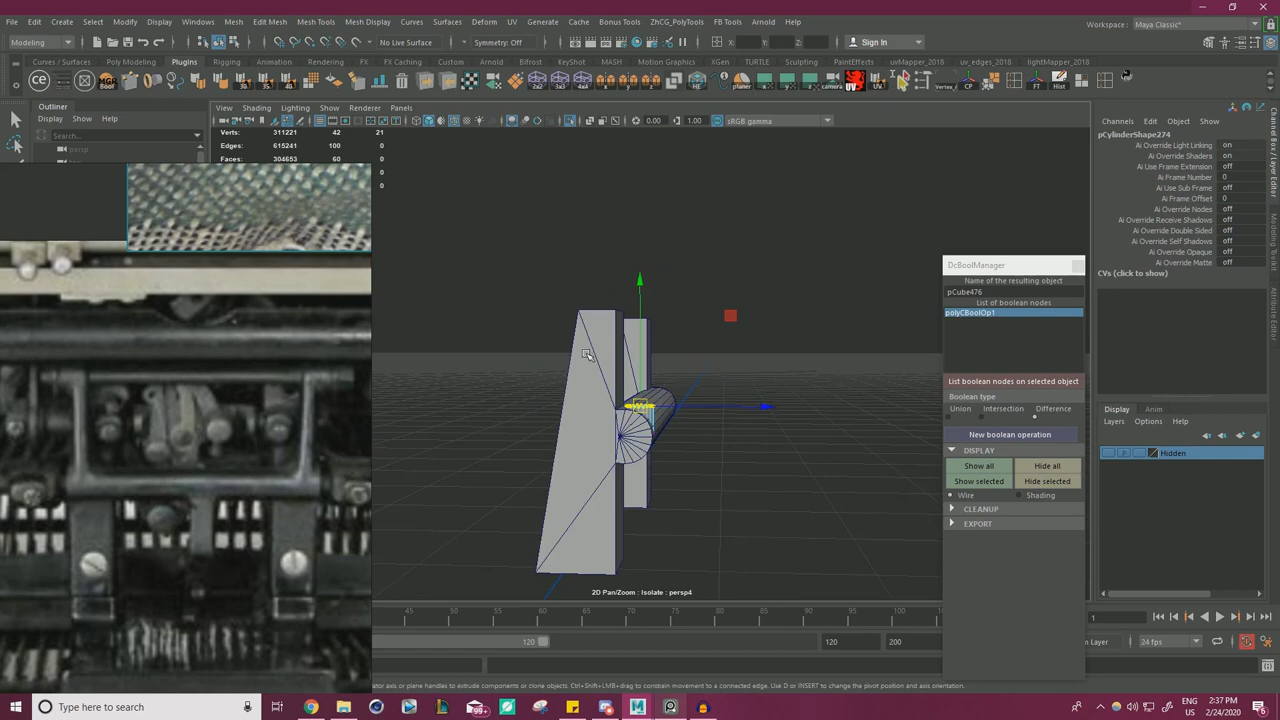 File Edit Create Select Modify Display Windows Mesh Edit Mesh Mesh Tools Mesh Display Curves Surfaces Deform UV Generate Cache Bonus Tools ZhCG_PolyTools FB Tools Arnold Help
Workspace : Maya Classic*
Modeling No Live Surface Symmetry: Off X: Y: Z: Sign In
Curves / Surfaces Poly Modeling Plugins Rigging Animation Rendering FX FX Caching Custom Arnold Bifrost KeyShot MASH Motion Graphics XGen TURTLE Sculpting PaintEffects uvMapper_2018 uv_edges_2018 lightMapper_2018
Outliner
View Shading Lighting Show Renderer Panels
Display Show Help
0.00 1.00 sRGB gamma
Search...
persp
Verts: 311221 42 21
Edges: 615241 100 0
Faces: 304653 60 0
0
0
Channels Edit Object Show
pCylinderShape274
Ai Override Light Linking on
Ai Override Shaders on
Ai Use Frame Extension off
Ai Frame Number 0
Ai Use Sub Frame off
Ai Frame Offset 0
Ai Override Nodes off
Ai Override Receive Shadows off
Ai Override Double Sided off
Ai Override Self Shadows off
Ai Override Opaque off
Ai Override Matte off
CVs (click to show)
Channel Box / Layer Editor
Modeling Toolkit
Attribute Editor
DcBoolManager
Name of the resulting object
pCube476
List of boolean nodes
polyCBoolOp1
List boolean nodes on selected object
Boolean type
Union Intersection Difference
New boolean operation
DISPLAY
Show all Hide all
Show selected Hide selected
Wire Shading
CLEANUP
EXPORT
Display Anim
Layers Options Help
P Hidden
2D Pan/Zoom : Isolate : persp4
45 50 55 60 65 70 75 80 85 90 95 100
1
120 120 200
24 fps
Type here to search
99+
ENG
US
2:37 PM
2/24/2020